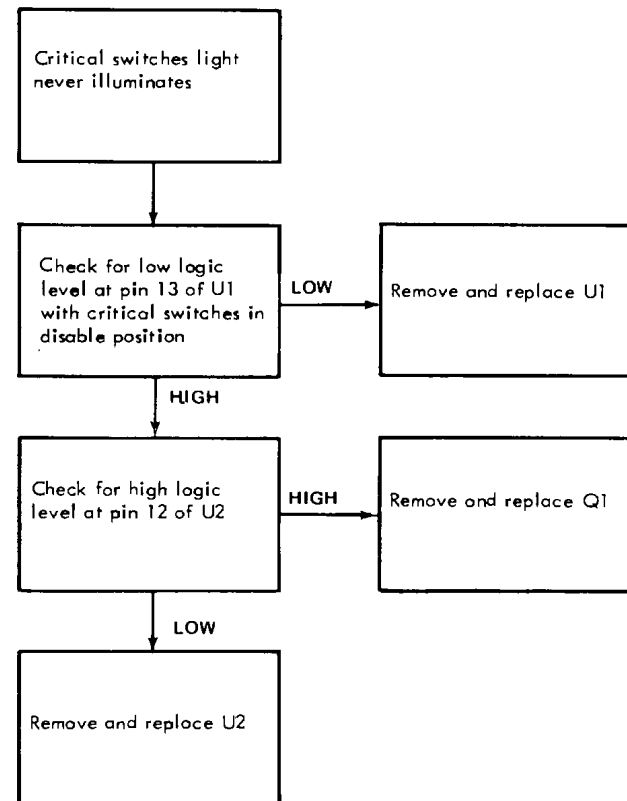 Critical switches light
never illuminates
Check for low logic
level at pin 13 of U1
with critical switches in
disable position
LOW
Remove and replace U1
HIGH
Check for high logic
level at pin 12 of U2
HIGH
Remove and replace Q1
LOW
Remove and replace U2